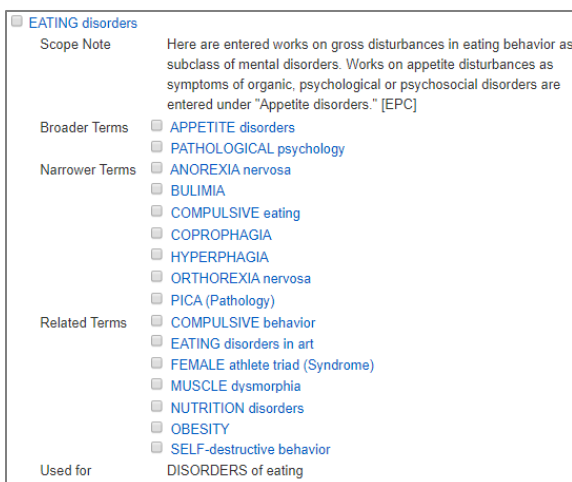 EATING disorders
Scope Note Here are entered works on gross disturbances in eating behavior as
subclass of mental disorders. Works on appetite disturbances as
symptoms of organic, psychological or psychosocial disorders are
entered under "Appetite disorders." [EPC]
Broader Terms APPETITE disorders
PATHOLOGICAL psychology
Narrower Terms ANOREXIA nervosa
BULIMIA
COMPULSIVE eating
COPROPHAGIA
HYPERPHAGIA
ORTHOREXIA nervosa
PICA (Pathology)
Related Terms COMPULSIVE behavior
EATING disorders in art
FEMALE athlete triad (Syndrome)
MUSCLE dysmorphia
NUTRITION disorders
OBESITY
SELF-destructive behavior
Used for DISORDERS of eating